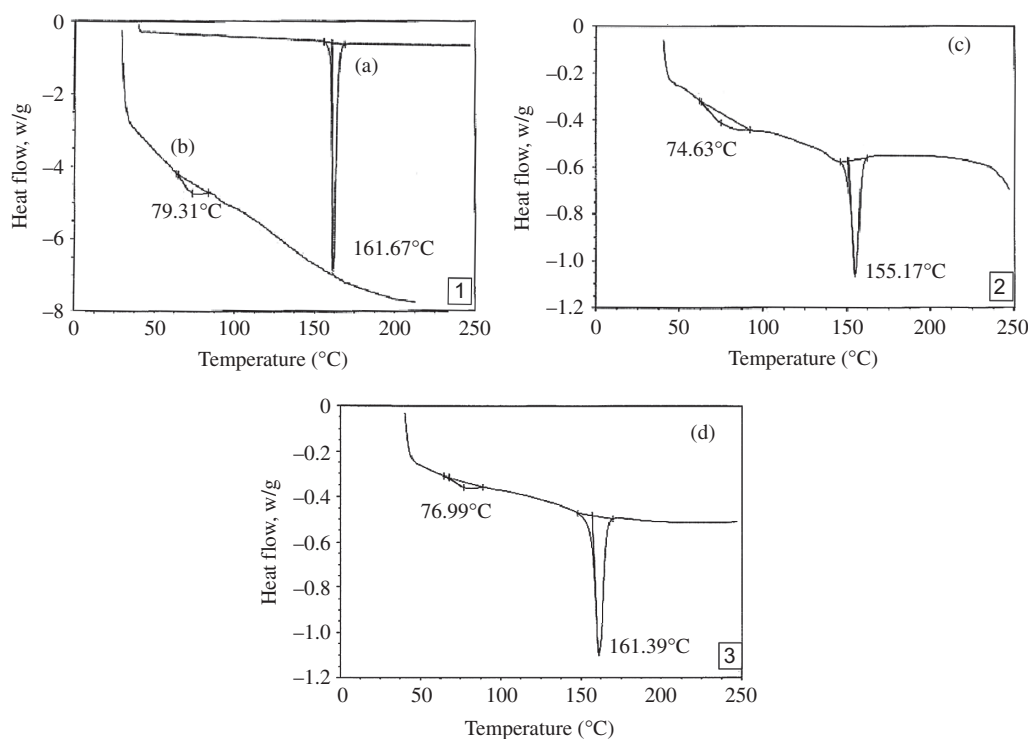 0
−2
−4
−6
−8
Heat flow, w/g
(a)
(b)
79.31°C
161.67°C
1
0 50 100 150 200 250
Temperature (°C)
0
−0.2
−0.4
−0.6
−0.8
−1.0
−1.2
Heat flow, w/g
(c)
74.63°C
155.17°C
2
0 50 100 150 200 250
Temperature (°C)
0
−0.2
−0.4
−0.6
−0.8
−1.0
−1.2
Heat flow, w/g
(d)
76.99°C
161.39°C
3
0 50 100 150 200 250
Temperature (°C)